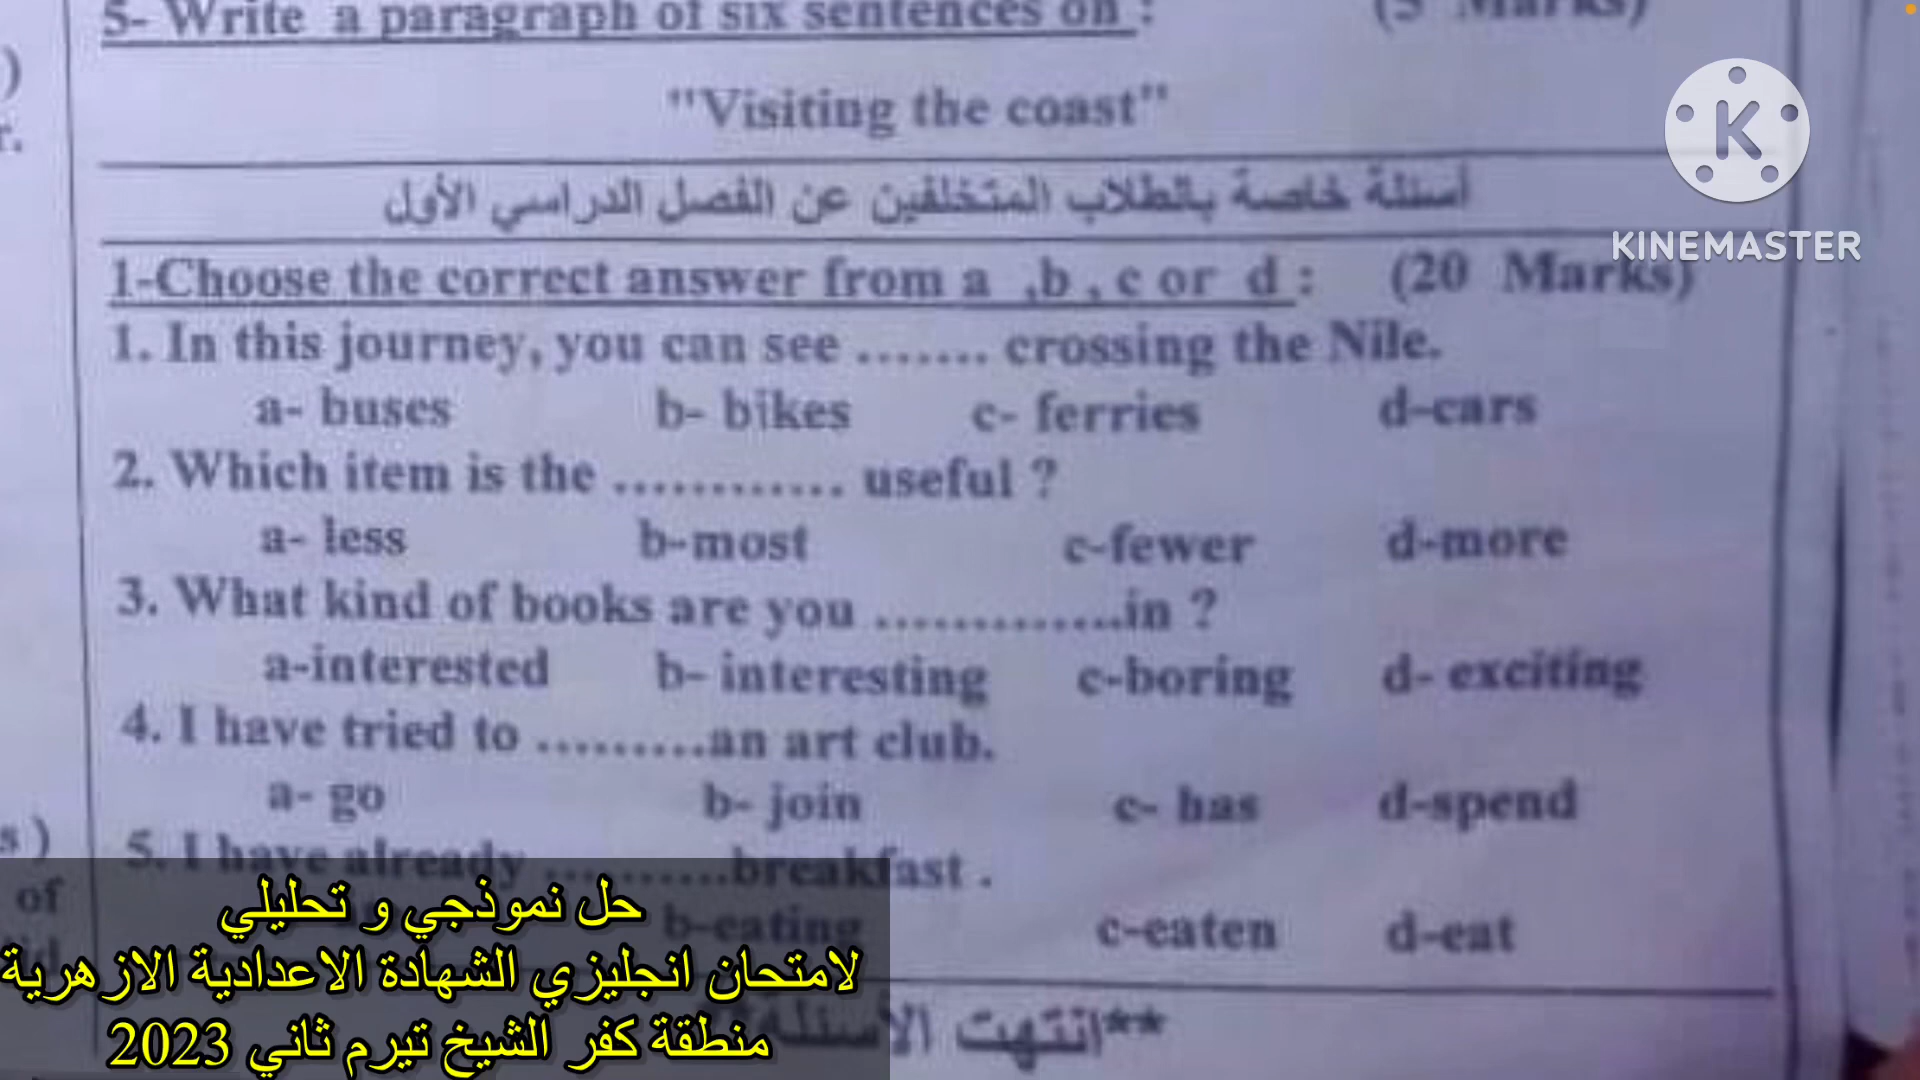 5- Write a paragraph of six sentences on : (5 Marks)
"Visiting the coast"
أسئلة خاصة بالطلاب المتخلفين عن الفصل الدراسي الأول
1-Choose the correct answer from a ,b , c or d : (20 Marks)
1. In this journey, you can see ....... crossing the Nile.
a- buses b- bikes c- ferries d-cars
2. Which item is the ............ useful ?
a- less b-most c-fewer d-more
3. What kind of books are you ..............in ?
a-interested b- interesting c-boring d- exciting
4. I have tried to .........an art club.
a- go b- join c- has d-spend
5. I have already ..........breakfast .
b-eating c-eaten d-eat
**انتهت الأسئلة
)
r.
s )
of
KINEMASTER
حل نموذجي و تحليلي
لامتحان انجليزي الشهادة الاعدادية الازهرية
منطقة كفر الشيخ تيرم ثاني 2023